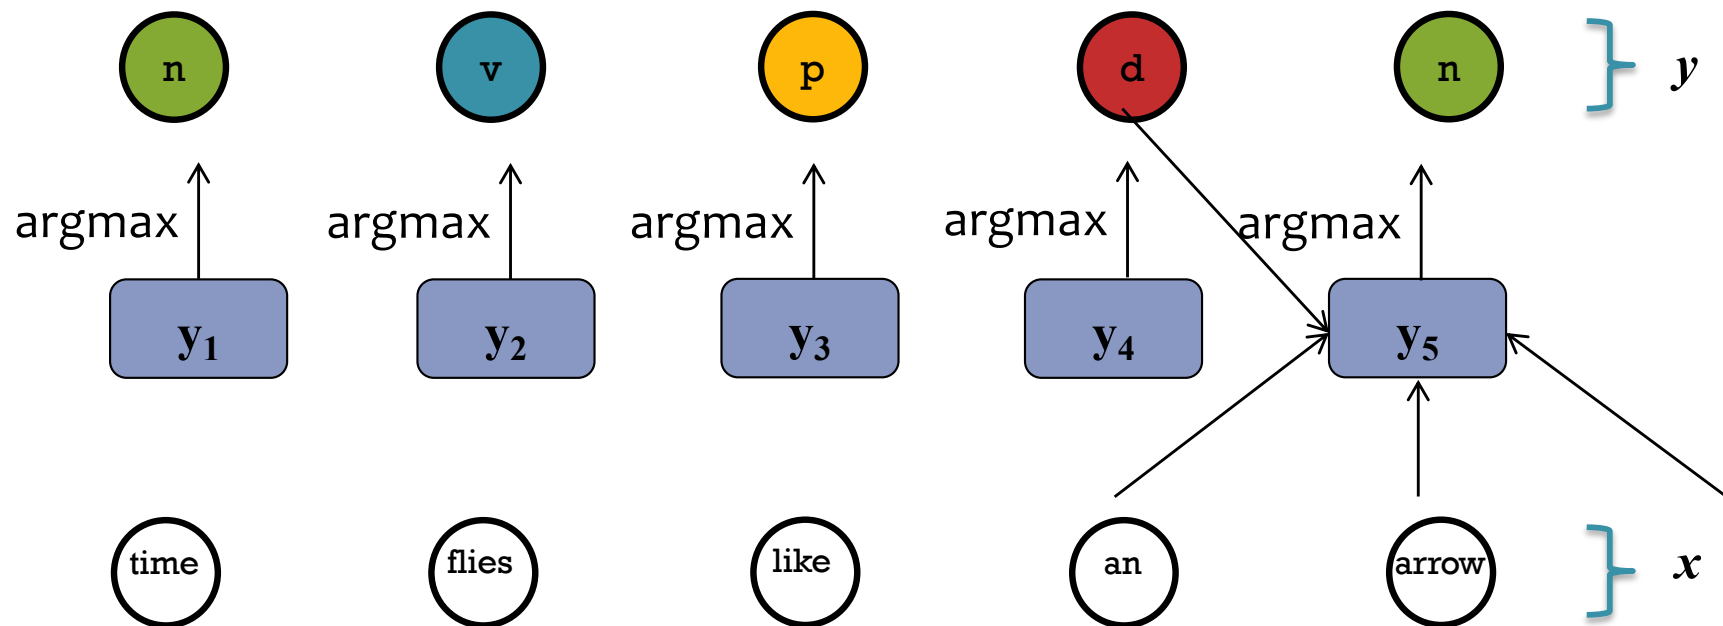 n v p d n y
argmax argmax argmax argmax argmax
y1 y2 y3 y4 y5
time flies like an arrow x